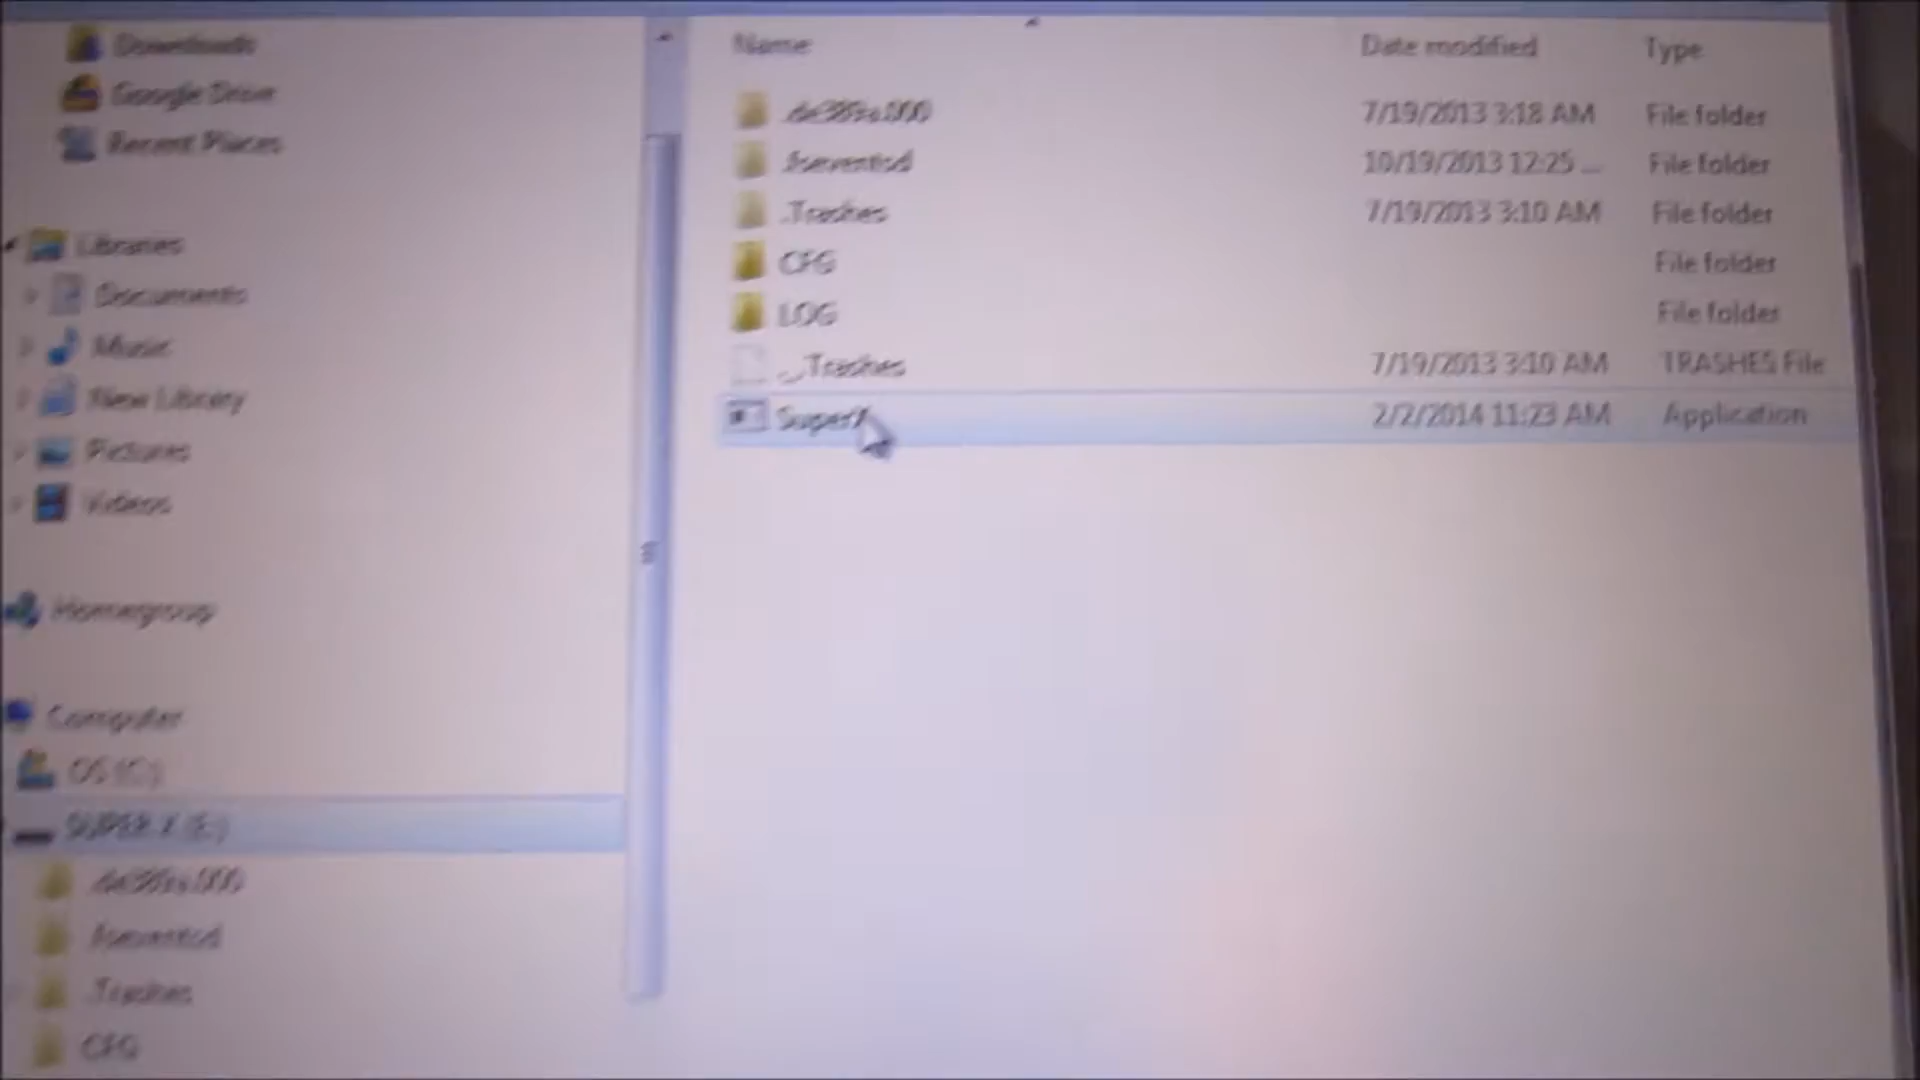 Downloads
Google Drive
Recent Places
Libraries
Documents
Music
New Library
Pictures
Videos
Homegroup
Computer
OS (C:)
SUPER X (E:)
.fseventsd
.Trashes
CFG
Name Date modified Type
7/19/2013 3:18 AM File folder
.fseventsd 10/19/2013 12:25 ... File folder
.Trashes 7/19/2013 3:10 AM File folder
CFG File folder
LOG File folder
._.Trashes 7/19/2013 3:10 AM TRASHES File
SuperX 2/2/2014 11:23 AM Application